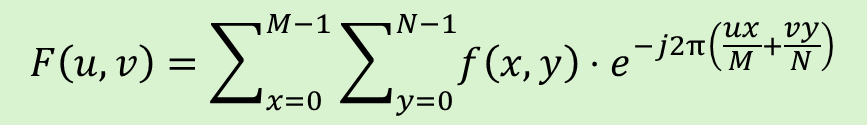 F(u, v) = ∑_{x=0}^{M−1} ∑_{y=0}^{N−1} f(x, y) · e^{−j2π(ux/M + vy/N)}